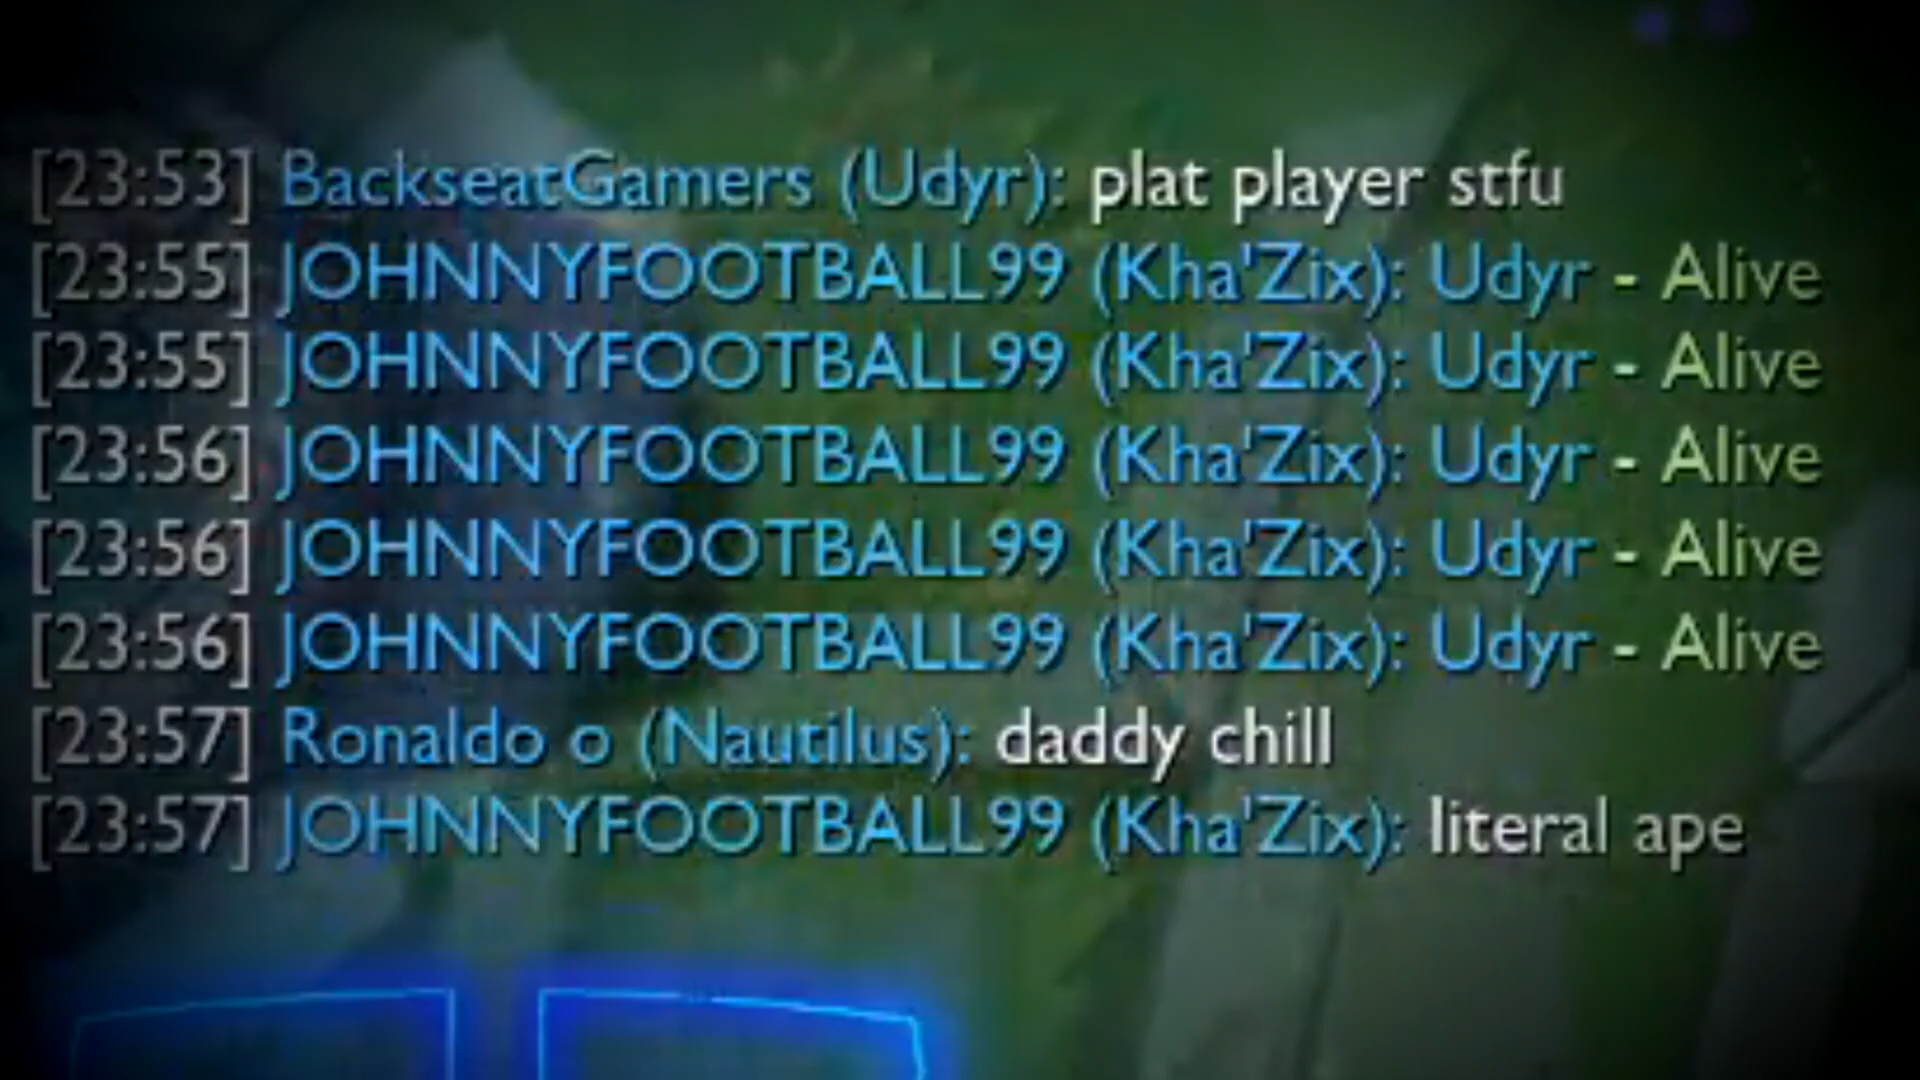 [23:53] BackseatGamers (Udyr): plat player stfu
[23:55] JOHNNYFOOTBALL99 (Kha'Zix): Udyr - Alive
[23:55] JOHNNYFOOTBALL99 (Kha'Zix): Udyr - Alive
[23:56] JOHNNYFOOTBALL99 (Kha'Zix): Udyr - Alive
[23:56] JOHNNYFOOTBALL99 (Kha'Zix): Udyr - Alive
[23:56] JOHNNYFOOTBALL99 (Kha'Zix): Udyr - Alive
[23:57] Ronaldo o (Nautilus): daddy chill
[23:57] JOHNNYFOOTBALL99 (Kha'Zix): literal ape